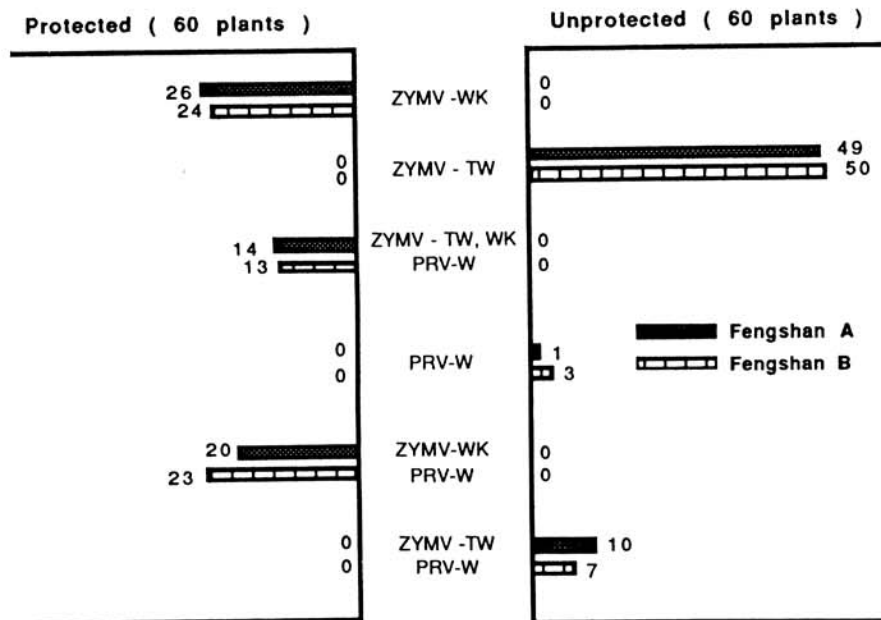 Protected ( 60 plants )
Unprotected ( 60 plants )
26
24
ZYMV -WK
0
0
0
0
ZYMV - TW
49
50
14
13
ZYMV - TW, WK
PRV-W
0
0
0
0
PRV-W
1
3
Fengshan A
Fengshan B
20
23
ZYMV-WK
PRV-W
0
0
0
0
ZYMV -TW
PRV-W
10
7